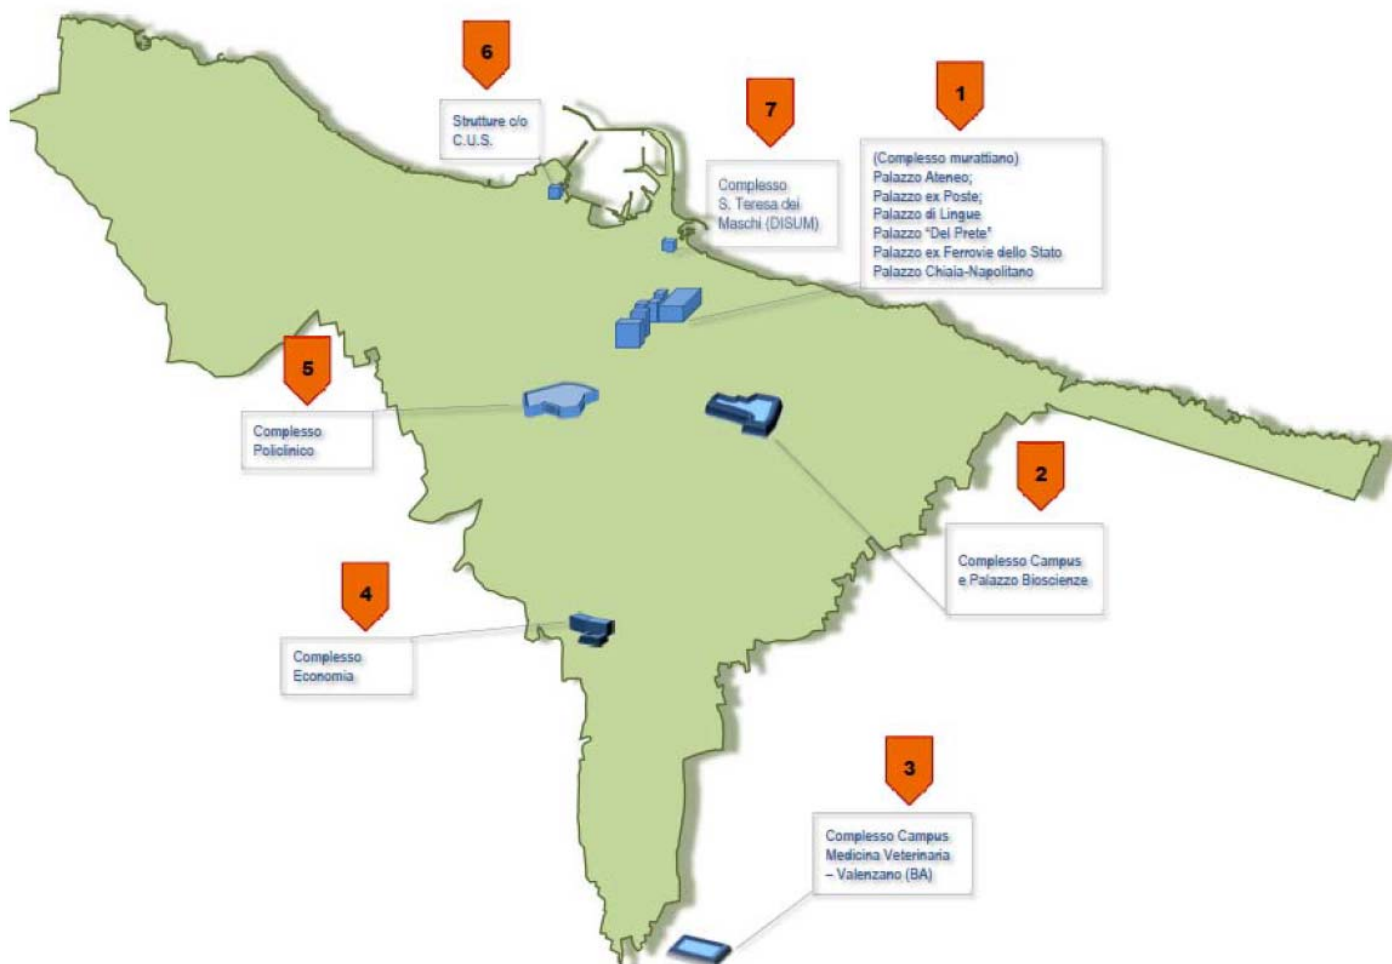 6
Strutture c/o
C.U.S.
7
Complesso
S. Teresa dei
Maschi (DISUM)
1
(Complesso murattiano)
Palazzo Ateneo;
Palazzo ex Poste;
Palazzo di Lingue
Palazzo "Del Prete"
Palazzo ex Ferrovie dello Stato
Palazzo Chiaia-Napolitano
5
Complesso
Policlinico
2
Complesso Campus
e Palazzo Bioscienze
4
Complesso
Economia
3
Complesso Campus
Medicina Veterinaria
– Valenzano (BA)